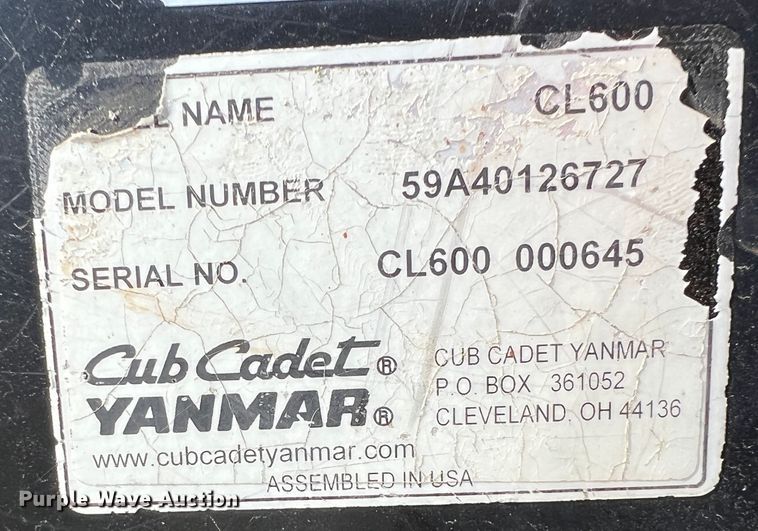 NAME CL600
MODEL NUMBER 59A40126727
SERIAL NO. CL600 000645
Cub Cadet®
YANMAR®
CUB CADET YANMAR
P.O. BOX 361052
CLEVELAND, OH 44136
www.cubcadetyanmar.com
ASSEMBLED IN USA
Purple Wave Auction